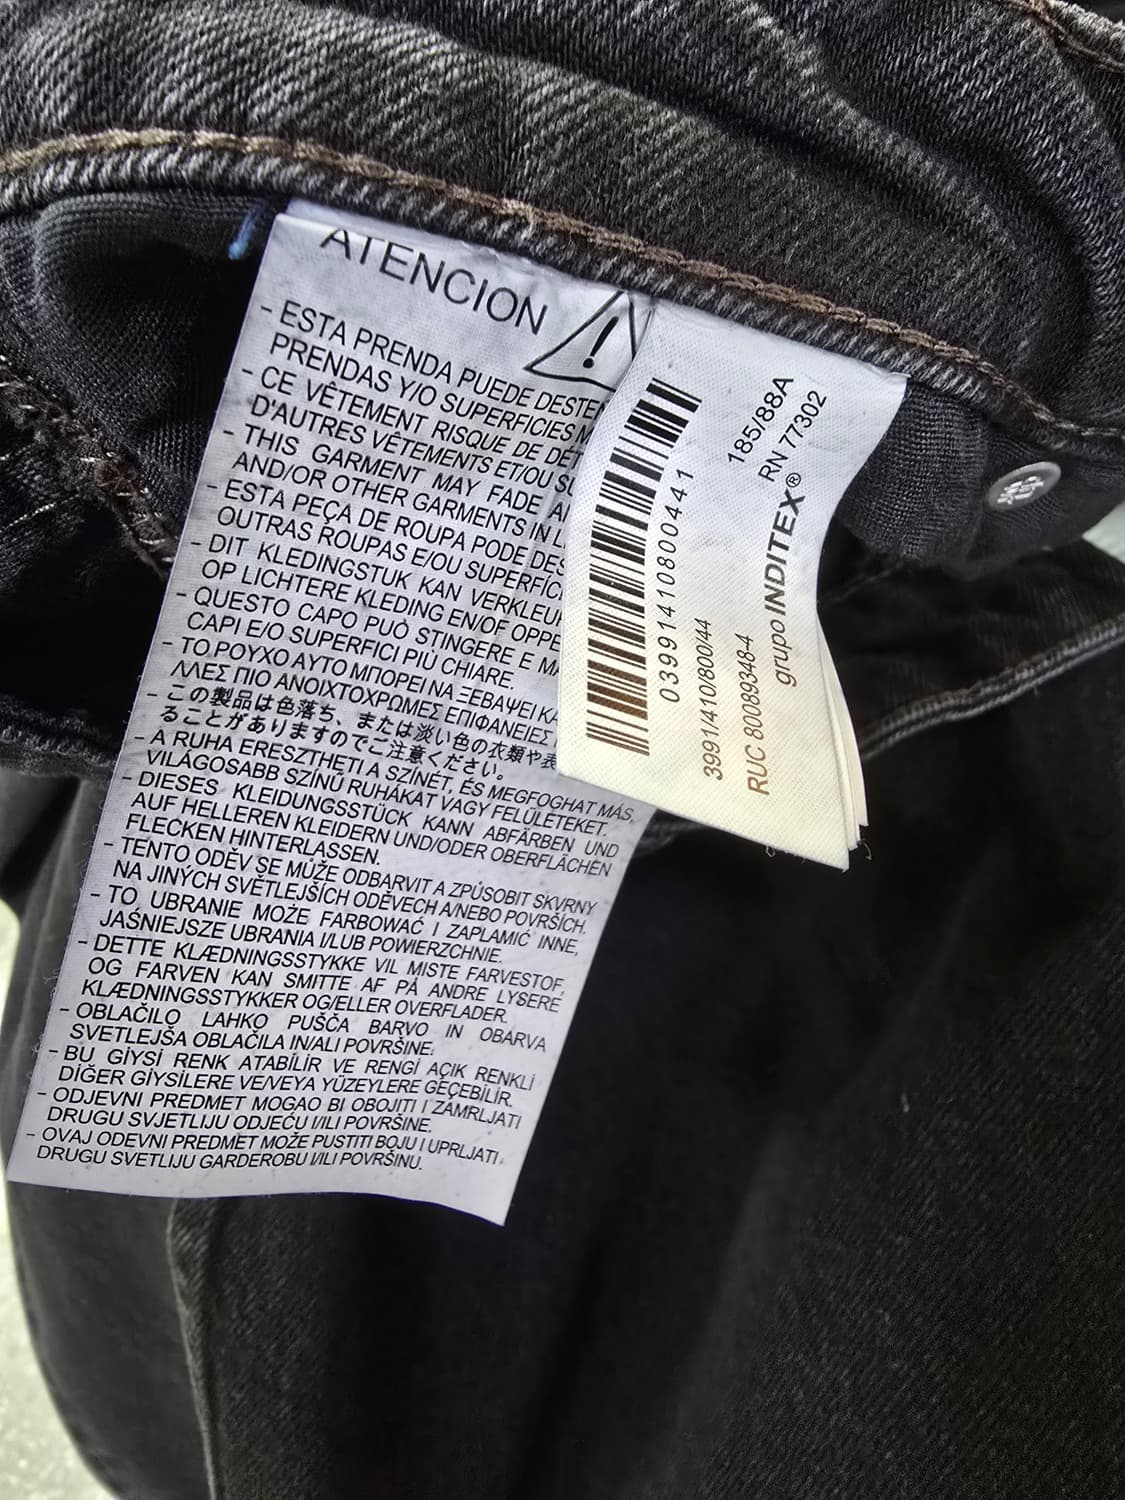 ATENCION
- ESTA PRENDA PUEDE DESTE
PRENDAS Y/O SUPERFICIES
- CE VÊTEMENT RISQUE DE
D'AUTRES VÊTEMENTS ET/OU
- THIS GARMENT MAY FADE
AND/OR OTHER GARMENTS IN
- ESTA PEÇA DE ROUPA PODE
OUTRAS ROUPAS E/OU
- DIT KLEDINGSTUK KAN
OP LICHTERE KLEDING EN/OF
- QUESTO CAPO PUÒ STINGERE E
CAPI E/O SUPERFICI PIÙ CHIARE.
- ΤΟ ΡΟΥΧΟ ΑΥΤΟ ΜΠΟΡΕΙ ΝΑ ΞΕΒΑΨΕΙ
ΛΛΕΣ ΠΙΟ ΑΝΟΙΧΤΟΧΡΩΜΕΣ ΕΠΙΦΑΝΕΙΕΣ
- この製品は色落ち、または淡い色の衣類や表
ることがありますのでご注意ください。
- A RUHA ERESZTHETI A SZÍNÉT, ÉS MEGFOGHAT MÁS,
VILÁGOSABB SZÍNŰ RUHÁKAT VAGY FELÜLETEKET.
- DIESES KLEIDUNGSSTÜCK KANN ABFÄRBEN UND
AUF HELLEREN KLEIDERN UND/ODER OBERFLÄCHEN
FLECKEN HINTERLASSEN.
- TENTO ODĚV SE MŮŽE ODBARVIT A ZPŮSOBIT SKVRNY
NA JINÝCH SVĚTLEJŠÍCH ODĚVECH A/NEBO POVRŠÍCH.
- TO UBRANIE MOŻE FARBOWAĆ I ZAPLAMIĆ INNE,
JAŚNIEJSZE UBRANIA I/LUB POWIERZCHNIE.
- DETTE KLÆDNINGSSTYKKE VIL MISTE FARVESTOF,
OG FARVEN KAN SMITTE AF PÅ ANDRE LYSERE
KLÆDNINGSSTYKKER OG/ELLER OVERFLADER.
- OBLAČILO LAHKO PUŠČA BARVO IN OBARVA
SVETLEJŠA OBLAČILA IN/ALI POVRŠINE.
- BU GİYSİ RENK ATABİLİR VE RENGİ AÇIK RENKLİ
DİĞER GİYSİLERE VE/VEYA YÜZEYLERE GEÇEBİLİR.
- ODJEVNI PREDMET MOGAO BI OBOJITI I ZAMRLJATI
DRUGU SVJETLIJU ODJEĆU I/ILI POVRŠINE.
- OVAJ ODEVNI PREDMET MOŽE PUSTITI BOJU I UPRLJATI
DRUGU SVETLIJU GARDEROBU I/ILI POVRŠINU.
03991410800441
3991/410/800/44
RUC 80089348-4
grupo INDITEX®
185/88A
RN 77302